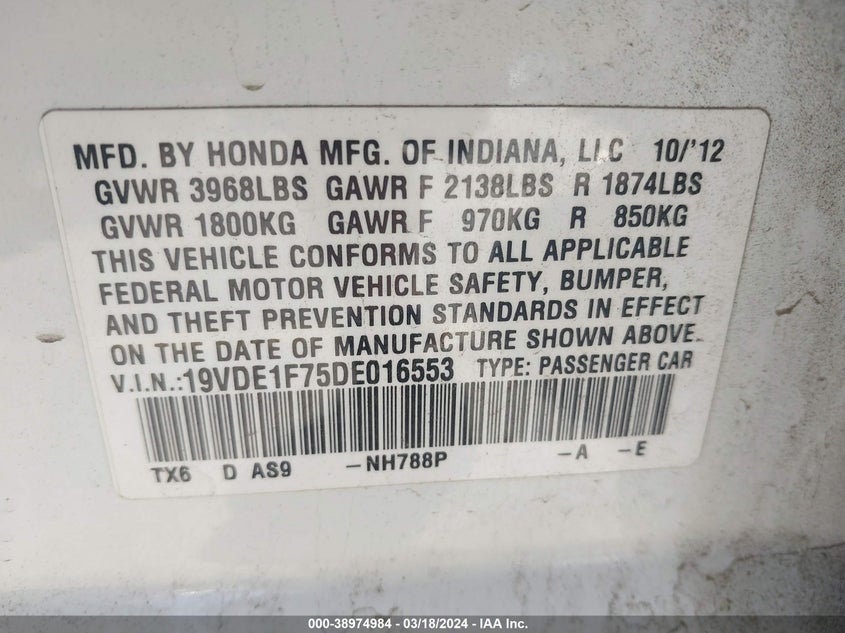 MFD. BY HONDA MFG. OF INDIANA, LLC 10/'12
GVWR 3968LBS GAWR F 2138LBS R 1874LBS
GVWR 1800KG GAWR F 970KG R 850KG
THIS VEHICLE CONFORMS TO ALL APPLICABLE
FEDERAL MOTOR VEHICLE SAFETY, BUMPER,
AND THEFT PREVENTION STANDARDS IN EFFECT
ON THE DATE OF MANUFACTURE SHOWN ABOVE.
V.I.N.:19VDE1F75DE016553 TYPE: PASSENGER CAR
TX6 D AS9 -NH788P -A -E
000-38974984 - 03/18/2024 - IAA Inc.